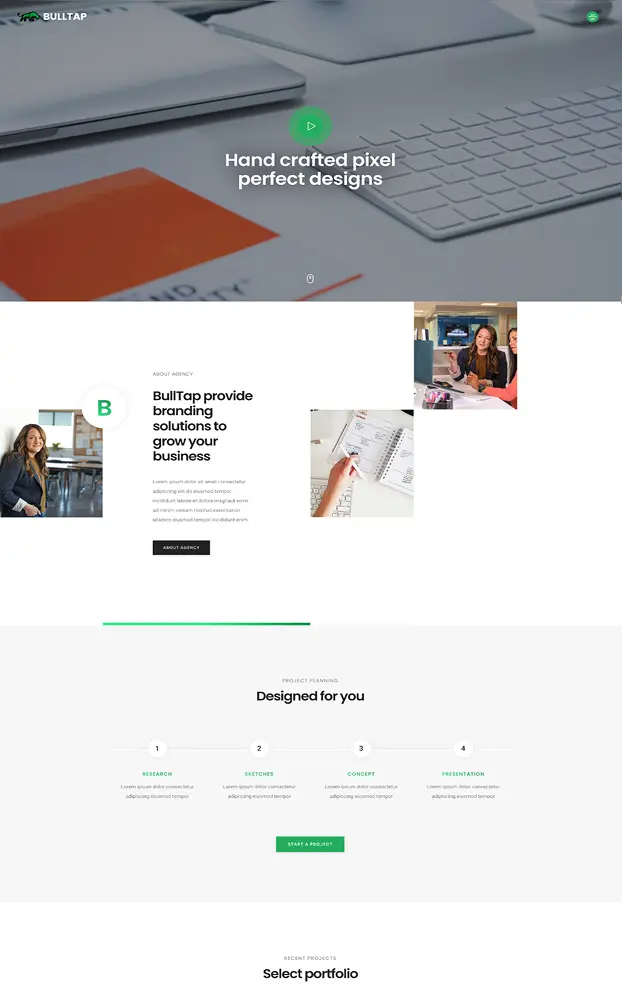 BULLTAP
Hand crafted pixel
perfect designs
ABOUT AGENCY
BullTap provide
branding
solutions to
grow your
business
B
Lorem ipsum dolor sit amet consectetur
adipiscing elit do eiusmod tempor
incididunt labore et dolore magna ut enim
ad minim veniam nostrud exercitation
ullamco eiusmod tempor incididunt enim.
ABOUT AGENCY
PROJECT PLANNING
Designed for you
1 2 3 4
RESEARCH SKETCHES CONCEPT PRESENTATION
Lorem ipsum dolor consectetur Lorem ipsum dolor consectetur Lorem ipsum dolor consectetur Lorem ipsum dolor consectetur
adipiscing eiusmod tempor adipiscing eiusmod tempor adipiscing eiusmod tempor adipiscing eiusmod tempor
START A PROJECT
RECENT PROJECTS
Select portfolio